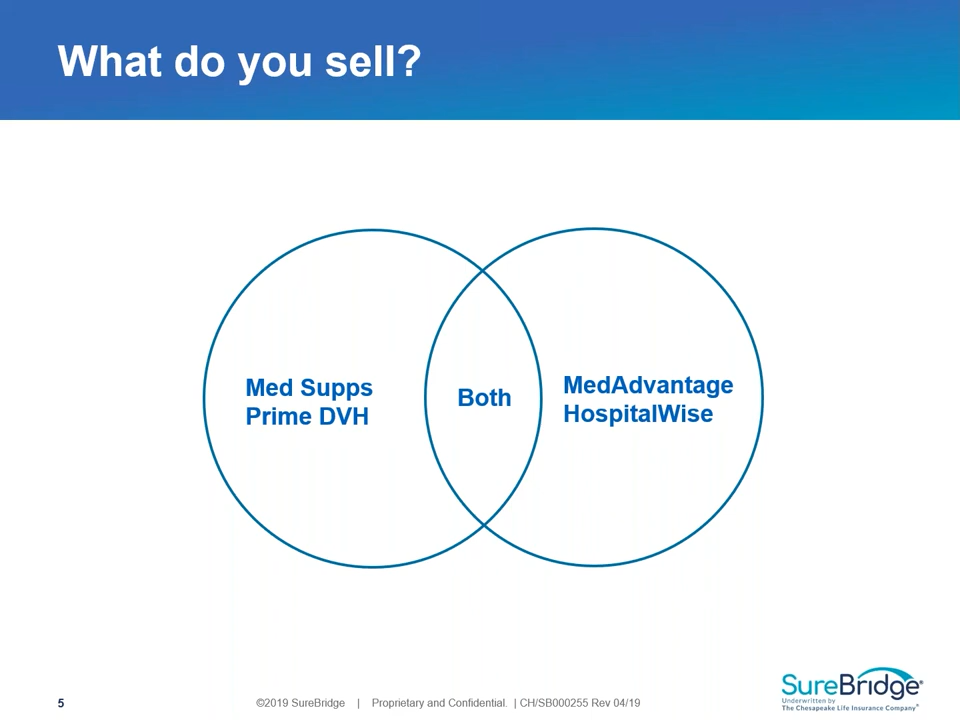 What do you sell?
Med Supps
Prime DVH
Both
MedAdvantage
HospitalWise
5
©2019 SureBridge | Proprietary and Confidential. | CH/SB000255 Rev 04/19
SureBridge®
Underwritten by
The Chesapeake Life Insurance Company®